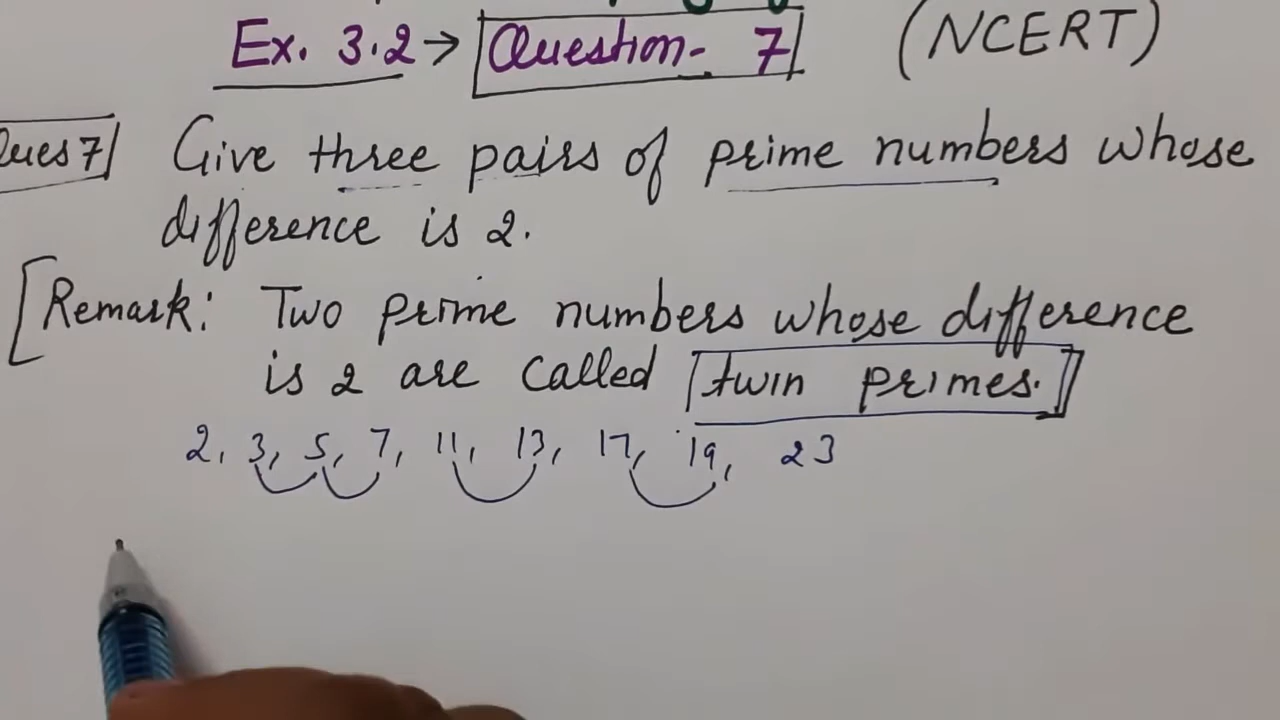 Ex. 3.2 → Question- 7 (NCERT)
Ques 7 Give three pairs of prime numbers whose
difference is 2.
[Remark: Two prime numbers whose difference
is 2 are called twin primes.]
2, 3, 5, 7, 11, 13, 17, 19, 23